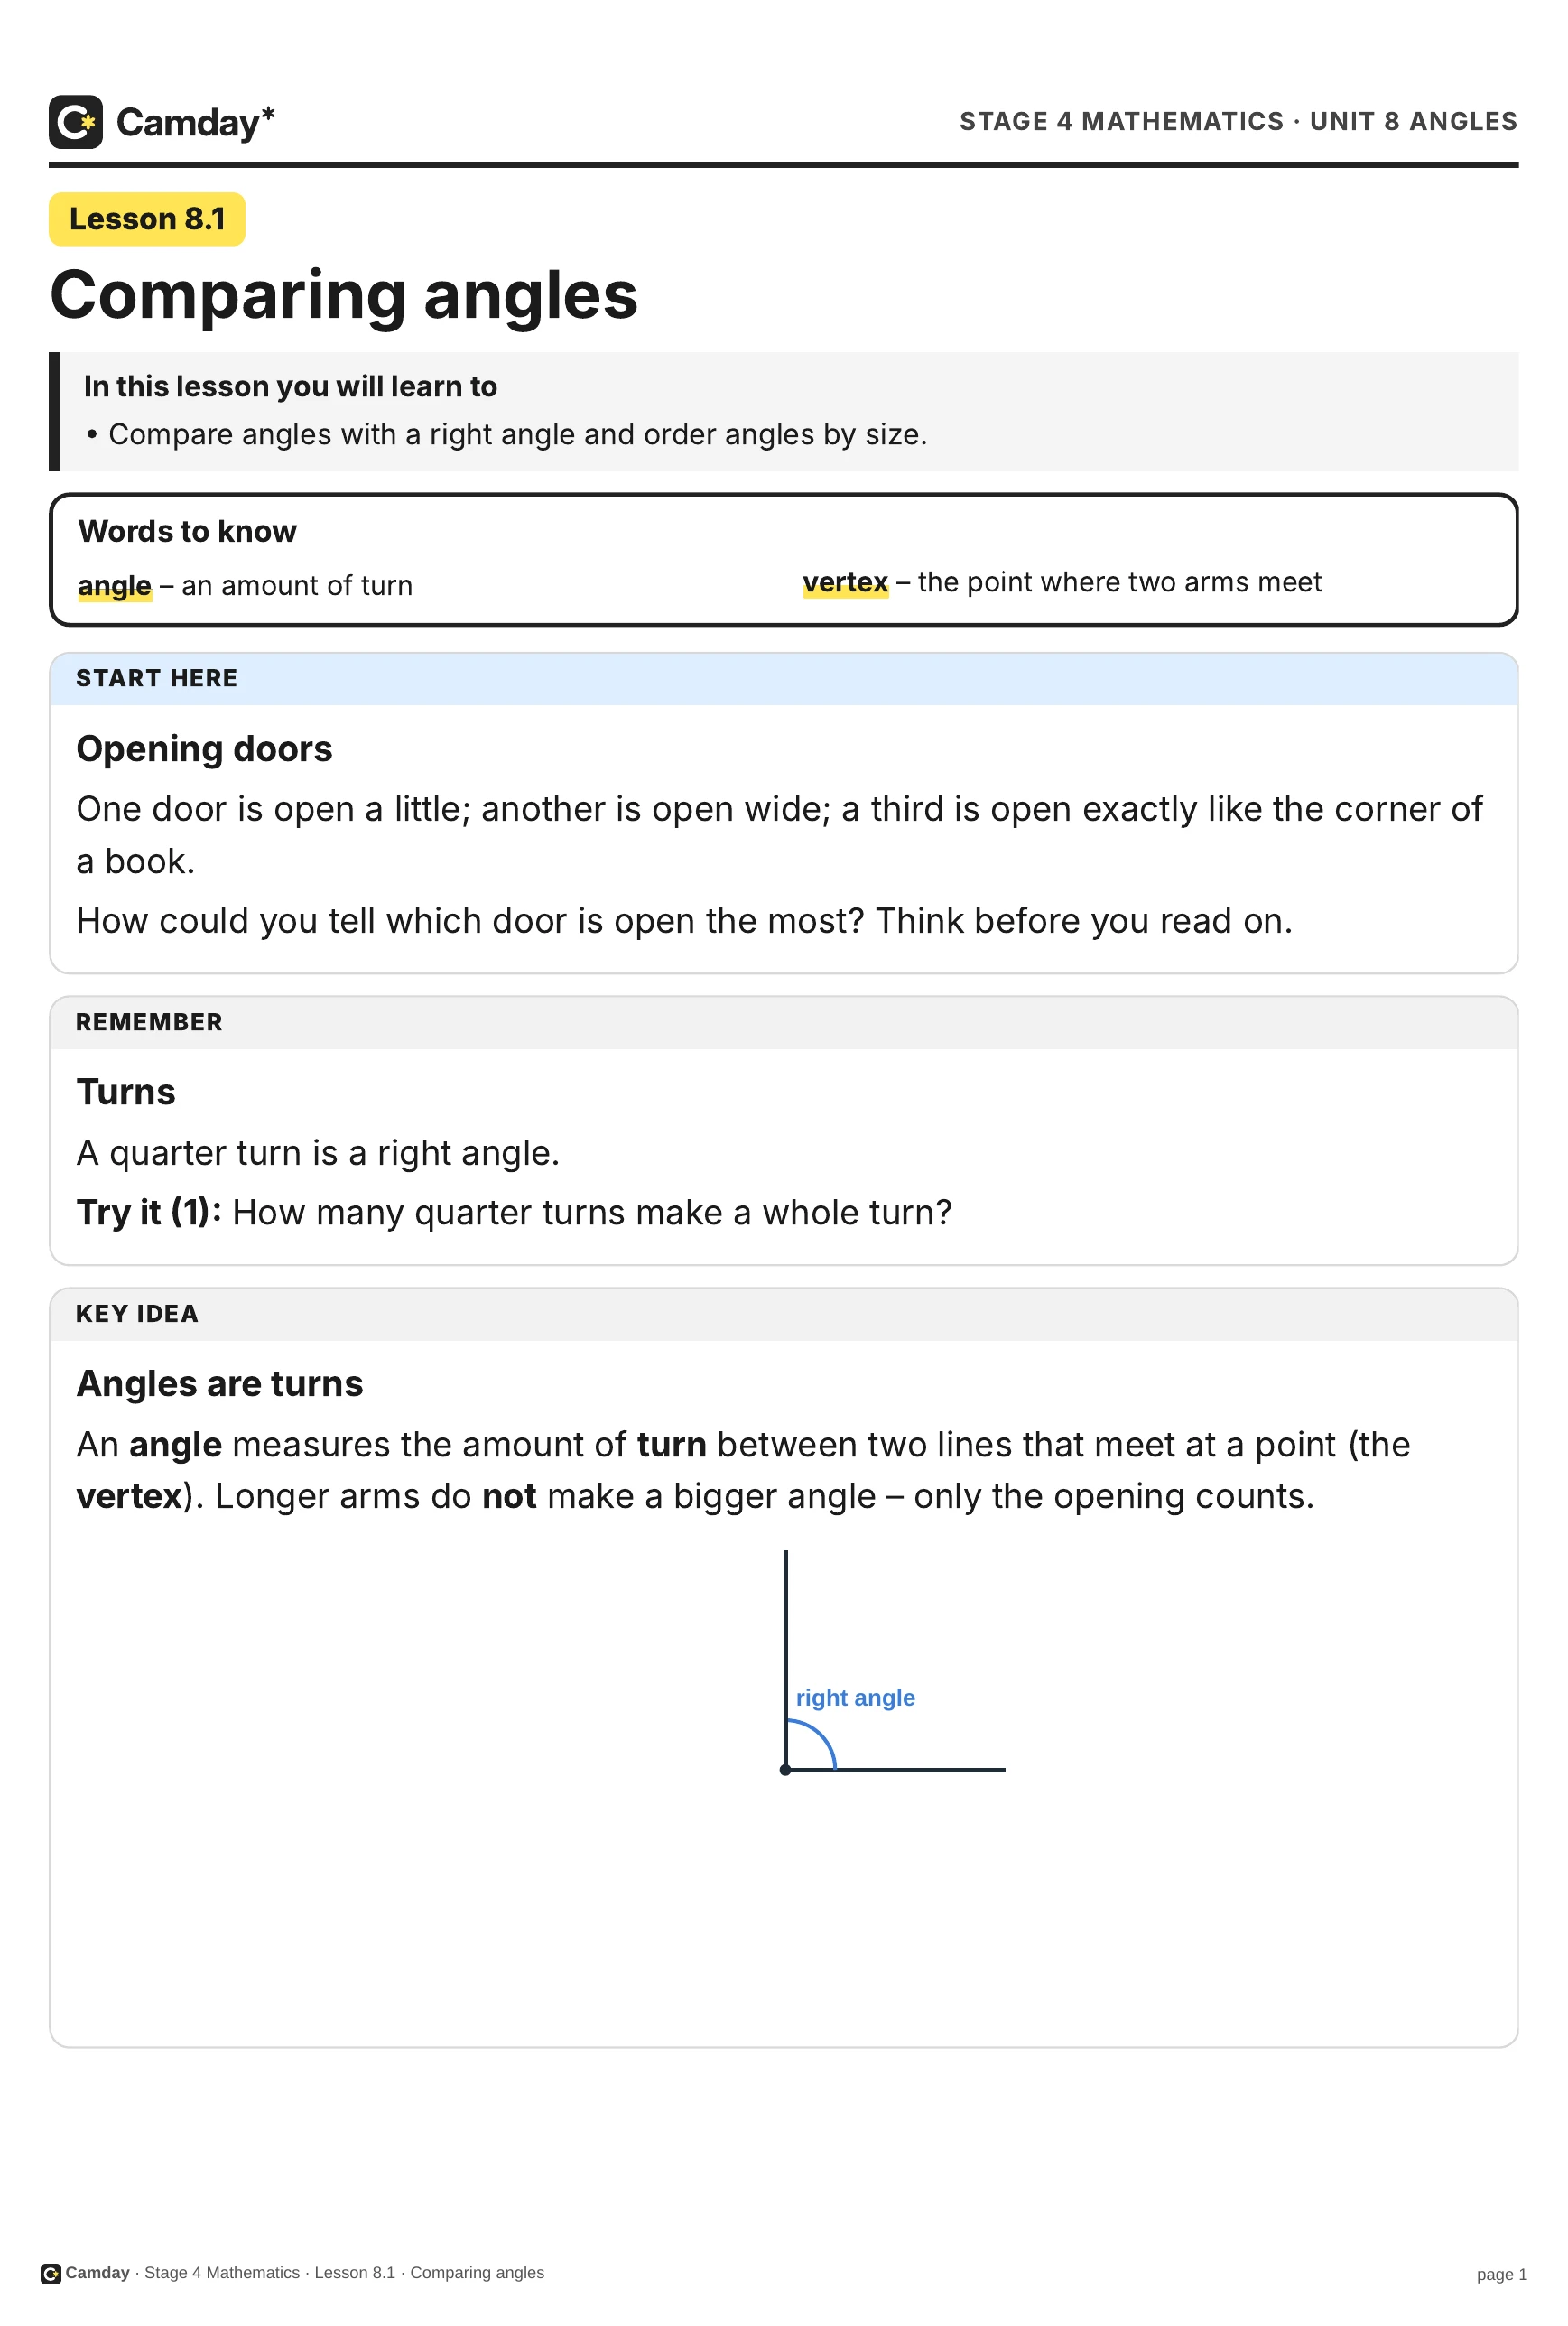 Camday*
STAGE 4 MATHEMATICS · UNIT 8 ANGLES
Lesson 8.1
Comparing angles
In this lesson you will learn to
• Compare angles with a right angle and order angles by size.
Words to know
angle – an amount of turn
vertex – the point where two arms meet
START HERE
Opening doors
One door is open a little; another is open wide; a third is open exactly like the corner of
a book.
How could you tell which door is open the most? Think before you read on.
REMEMBER
Turns
A quarter turn is a right angle.
Try it (1): How many quarter turns make a whole turn?
KEY IDEA
Angles are turns
An angle measures the amount of turn between two lines that meet at a point (the
vertex). Longer arms do not make a bigger angle – only the opening counts.
right angle
Camday · Stage 4 Mathematics · Lesson 8.1 · Comparing angles
page 1